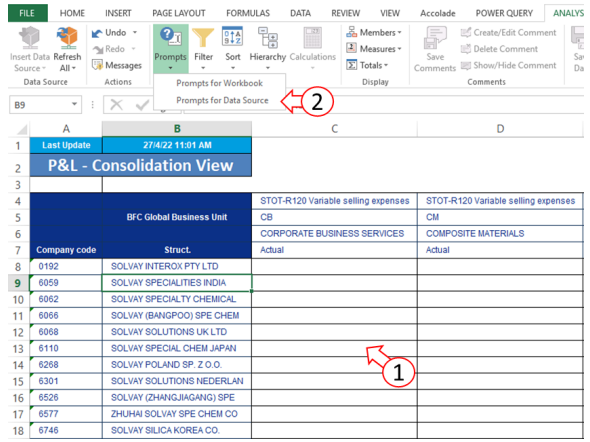 FILE HOME INSERT PAGE LAYOUT FORMULAS DATA REVIEW VIEW Accolade POWER QUERY ANALYS
Undo Members Create/Edit Comment
Redo Measures Delete Comment
Insert Data Refresh Messages Prompts Filter Sort Hierarchy Calculations Totals Save Show/Hide Comment Sav
Source All Comments Da
Data Source Actions Display Comments
Prompts for Workbook
Prompts for Data Source
2
B9
A B C D
1 Last Update 27/4/22 11:01 AM
2 P&L - Consolidation View
3
4 STOT-R120 Variable selling expenses STOT-R120 Variable selling expenses
5 BFC Global Business Unit CB CM
6 CORPORATE BUSINESS SERVICES COMPOSITE MATERIALS
7 Company code Struct. Actual Actual
8 0192 SOLVAY INTEROX PTY LTD
9 6059 SOLVAY SPECIALITIES INDIA
10 6062 SOLVAY SPECIALTY CHEMICAL
11 6066 SOLVAY (BANGPOO) SPE CHEM
12 6068 SOLVAY SOLUTIONS UK LTD
13 6110 SOLVAY SPECIAL CHEM JAPAN
14 6268 SOLVAY POLAND SP. Z O.O.
1
15 6301 SOLVAY SOLUTIONS NEDERLAN
16 6526 SOLVAY (ZHANGJIAGANG) SPE
17 6577 ZHUHAI SOLVAY SPE CHEM CO
18 6746 SOLVAY SILICA KOREA CO.